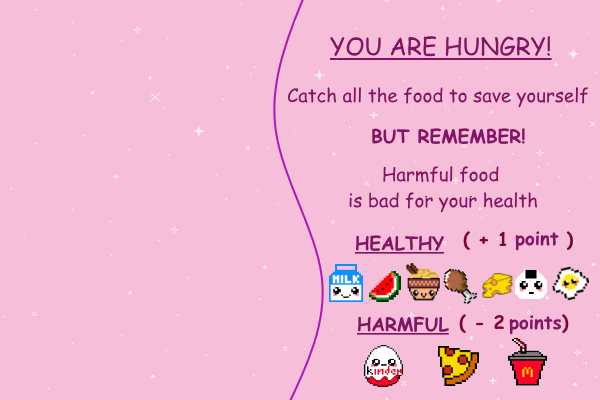 YOU ARE HUNGRY!
Catch all the food to save yourself
BUT REMEMBER!
Harmful food
is bad for your health
HEALTHY ( + 1 point )
MILK
HARMFUL ( - 2 points)
kinder
M